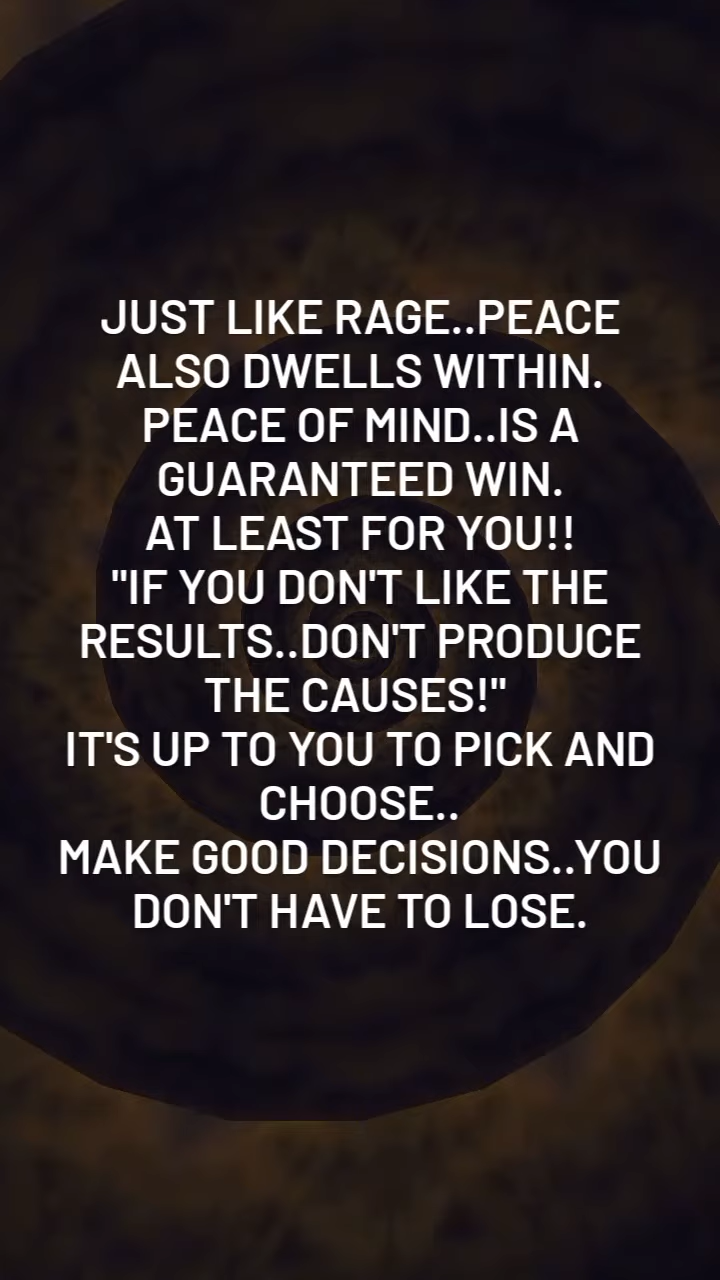 JUST LIKE RAGE..PEACE
ALSO DWELLS WITHIN.
PEACE OF MIND..IS A
GUARANTEED WIN.
AT LEAST FOR YOU!!
"IF YOU DON'T LIKE THE
RESULTS..DON'T PRODUCE
THE CAUSES!"
IT'S UP TO YOU TO PICK AND
CHOOSE..
MAKE GOOD DECISIONS..YOU
DON'T HAVE TO LOSE.